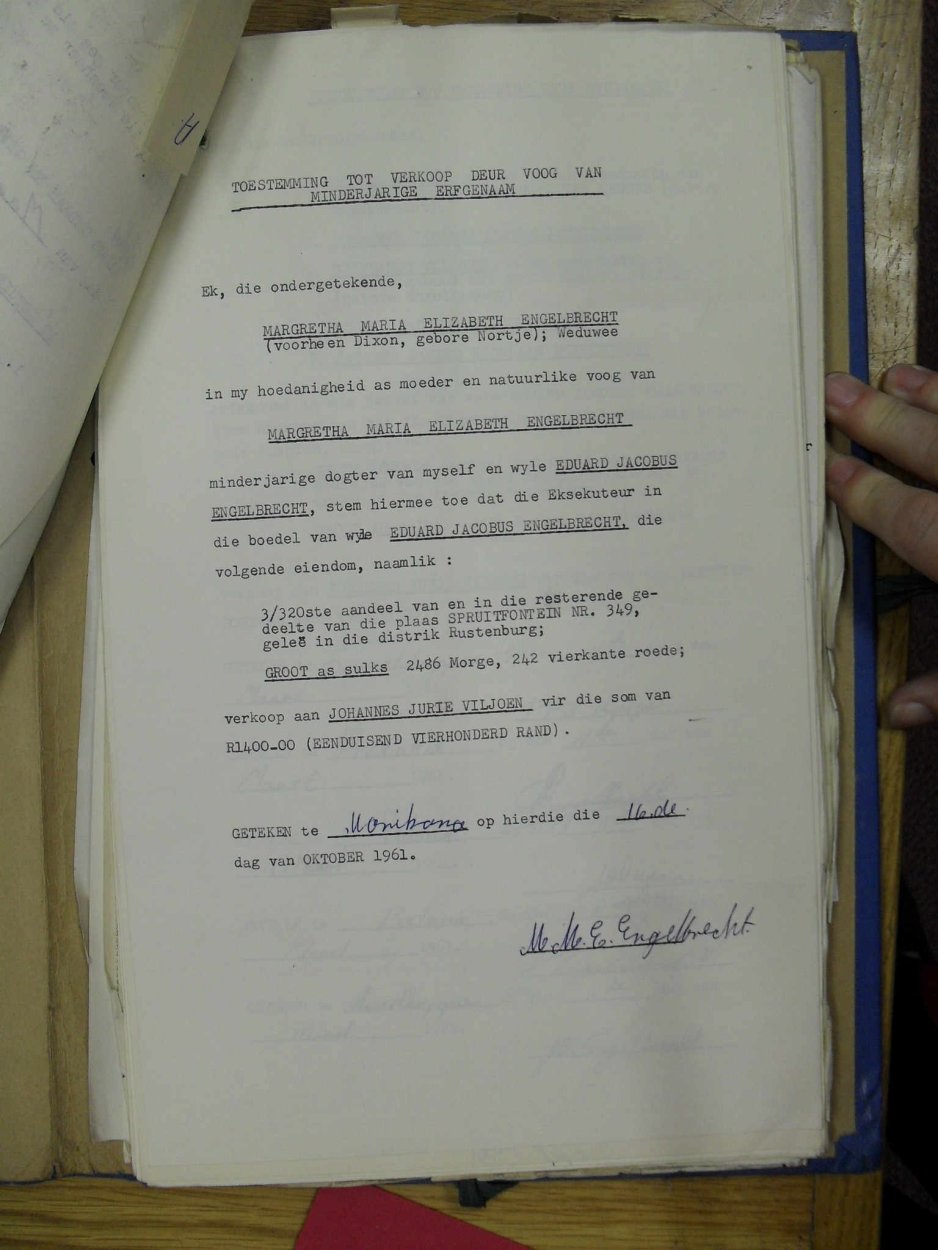 TOESTEMMING TOT VERKOOP DEUR VOOG VAN
MINDERJARIGE ERFGENAAM
Ek, die ondergetekende,
MARGRETHA MARIA ELIZABETH ENGELBRECHT
(voorheen Dixon, gebore Nortje); Weduwee
in my hoedanigheid as moeder en natuurlike voog van
MARGRETHA MARIA ELIZABETH ENGELBRECHT
minderjarige dogter van myself en wyle EDUARD JACOBUS
ENGELBRECHT, stem hiermee toe dat die Eksekuteur in
die boedel van wyle EDUARD JACOBUS ENGELBRECHT, die
volgende eiendom, naamlik :
3/320ste aandeel van en in die resterende ge-
deelte van die plaas SPRUITFONTEIN NR. 349,
geleë in die distrik Rustenburg;
GROOT as sulks 2486 Morge, 242 vierkante roede;
verkoop aan JOHANNES JURIE VILJOEN vir die som van
R1400-00 (EENDUISEND VIERHONDERD RAND).
GETEKEN te op hierdie die 16.de.
dag van OKTOBER 1961.
M. M. E. Engelbrecht.